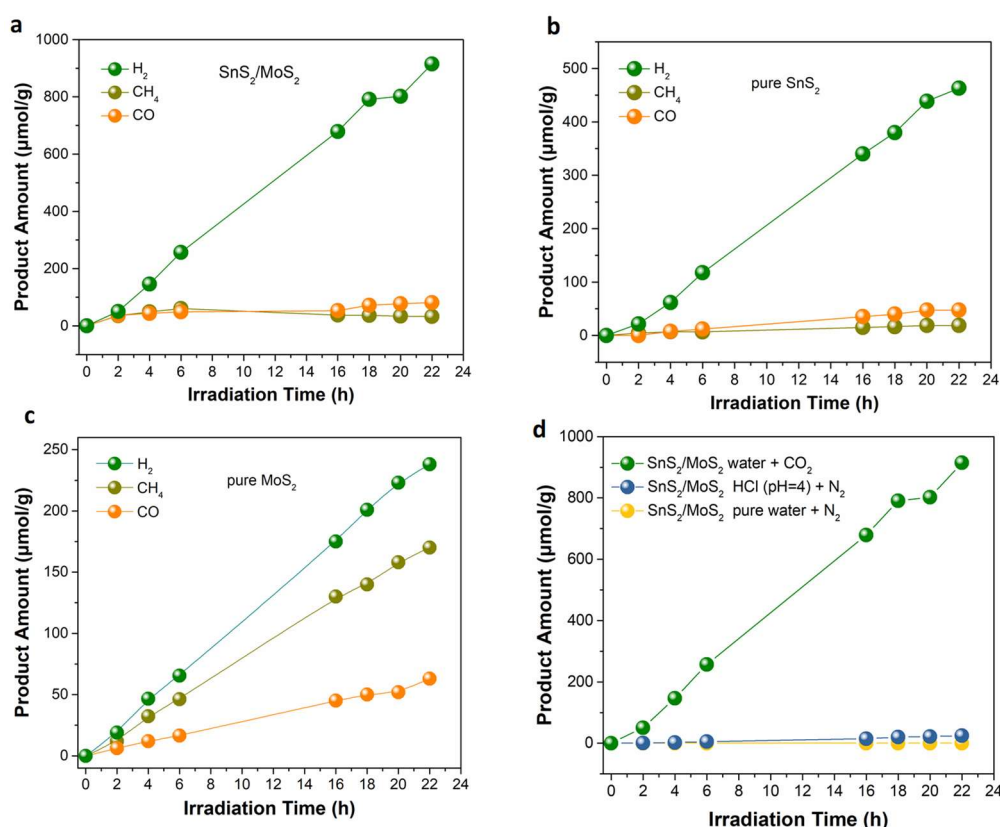 a
Product Amount (μmol/g)
1000
800
600
400
200
0
H₂
CH₄
CO
SnS₂/MoS₂
0 2 4 6 8 10 12 14 16 18 20 22 24
Irradiation Time (h)
b
Product Amount (μmol/g)
500
400
300
200
100
0
H₂
CH₄
CO
pure SnS₂
0 2 4 6 8 10 12 14 16 18 20 22 24
Irradiation Time (h)
c
Product Amount (μmol/g)
250
200
150
100
50
0
H₂
CH₄
CO
pure MoS₂
0 2 4 6 8 10 12 14 16 18 20 22 24
Irradiation Time (h)
d
Product Amount (μmol/g)
1000
800
600
400
200
0
SnS₂/MoS₂ water + CO₂
SnS₂/MoS₂ HCl (pH=4) + N₂
SnS₂/MoS₂ pure water + N₂
0 2 4 6 8 10 12 14 16 18 20 22 24
Irradiation Time (h)